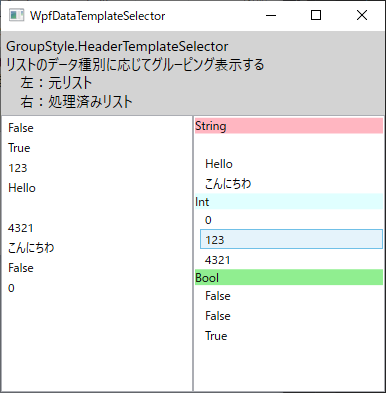 WpfDataTemplateSelector
GroupStyle.HeaderTemplateSelector
リストのデータ種別に応じてグルーピング表示する
左：元リスト
右：処理済みリスト
False
True
123
Hello
4321
こんにちわ
False
0
String
Hello
こんにちわ
Int
0
123
4321
Bool
False
False
True